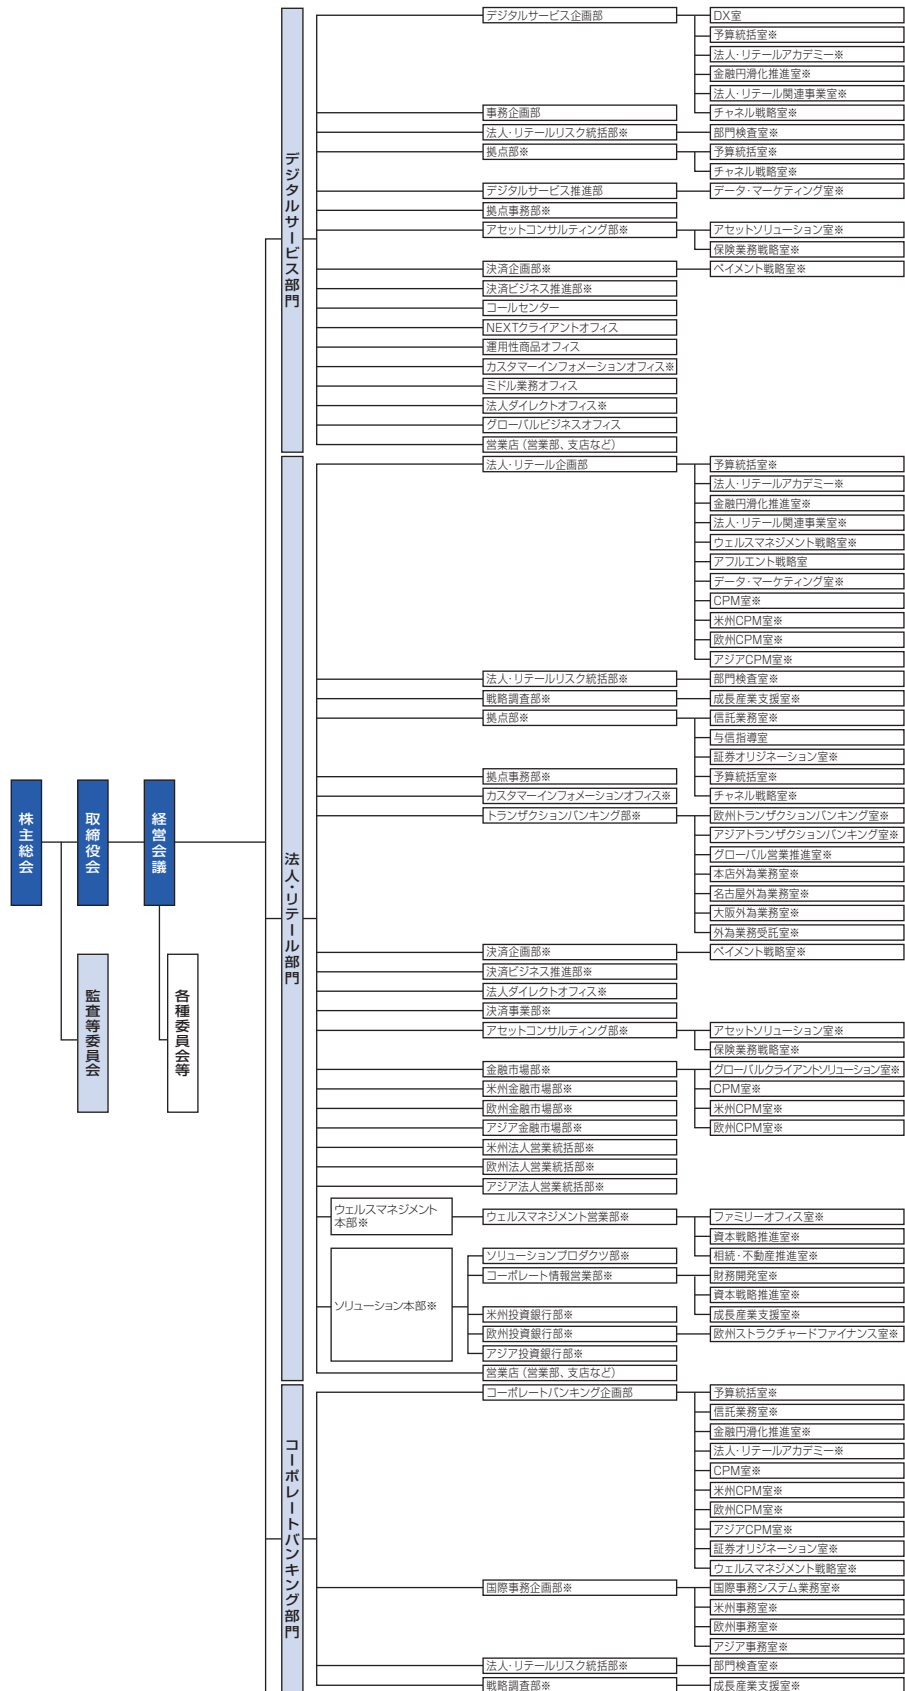 株主総会
取締役会
経営会議
監査等委員会
各種委員会等
デジタルサービス部門
デジタルサービス企画部
DX室
予算統括室※
法人・リテールアカデミー※
金融円滑化推進室※
法人・リテール関連事業室※
チャネル戦略室※
事務企画部
法人・リテールリスク統括部※
部門検査室※
拠点部※
予算統括室※
チャネル戦略室※
デジタルサービス推進部
データ・マーケティング室※
拠点事務部※
アセットコンサルティング部※
アセットソリューション室※
保険業務戦略室※
決済企画部※
ペイメント戦略室※
決済ビジネス推進部※
コールセンター
NEXTクライアントオフィス
運用性商品オフィス
カスタマーインフォメーションオフィス※
ミドル業務オフィス
法人ダイレクトオフィス※
グローバルビジネスオフィス
営業店（営業部、支店など）
法人・リテール部門
法人・リテール企画部
予算統括室※
法人・リテールアカデミー※
金融円滑化推進室※
法人・リテール関連事業室※
ウェルスマネジメント戦略室※
アフルエント戦略室
データ・マーケティング室※
CPM室※
米州CPM室※
欧州CPM室※
アジアCPM室※
法人・リテールリスク統括部※
部門検査室※
戦略調査部※
成長産業支援室※
拠点部※
信託業務室※
与信指導室
証券オリジネーション室※
予算統括室※
チャネル戦略室※
拠点事務部※
カスタマーインフォメーションオフィス※
トランザクションバンキング部※
欧州トランザクションバンキング室※
アジアトランザクションバンキング室※
グローバル営業推進室※
本店外為業務室※
名古屋外為業務室※
大阪外為業務室※
外為業務受託室※
決済企画部※
ペイメント戦略室※
決済ビジネス推進部※
法人ダイレクトオフィス※
決済事業部※
アセットコンサルティング部※
アセットソリューション室※
保険業務戦略室※
金融市場部※
グローバルクライアントソリューション室※
CPM室※
米州CPM室※
欧州CPM室※
米州金融市場部※
欧州金融市場部※
アジア金融市場部※
米州法人営業統括部※
欧州法人営業統括部※
アジア法人営業統括部※
ウェルスマネジメント
本部※
ウェルスマネジメント営業部※
ファミリーオフィス室※
資本戦略推進室※
相続・不動産推進室※
ソリューション本部※
ソリューションプロダクツ部※
コーポレート情報営業部※
財務開発室※
資本戦略推進室※
成長産業支援室※
米州投資銀行部※
欧州投資銀行部※
欧州ストラクチャードファイナンス室※
アジア投資銀行部※
営業店（営業部、支店など）
コーポレートバンキング部門
コーポレートバンキング企画部
予算統括室※
信託業務室※
金融円滑化推進室※
法人・リテールアカデミー※
CPM室※
米州CPM室※
欧州CPM室※
アジアCPM室※
証券オリジネーション室※
ウェルスマネジメント戦略室※
国際事務企画部※
国際事務システム業務室※
米州事務室※
欧州事務室※
アジア事務室※
法人・リテールリスク統括部※
部門検査室※
戦略調査部※
成長産業支援室※